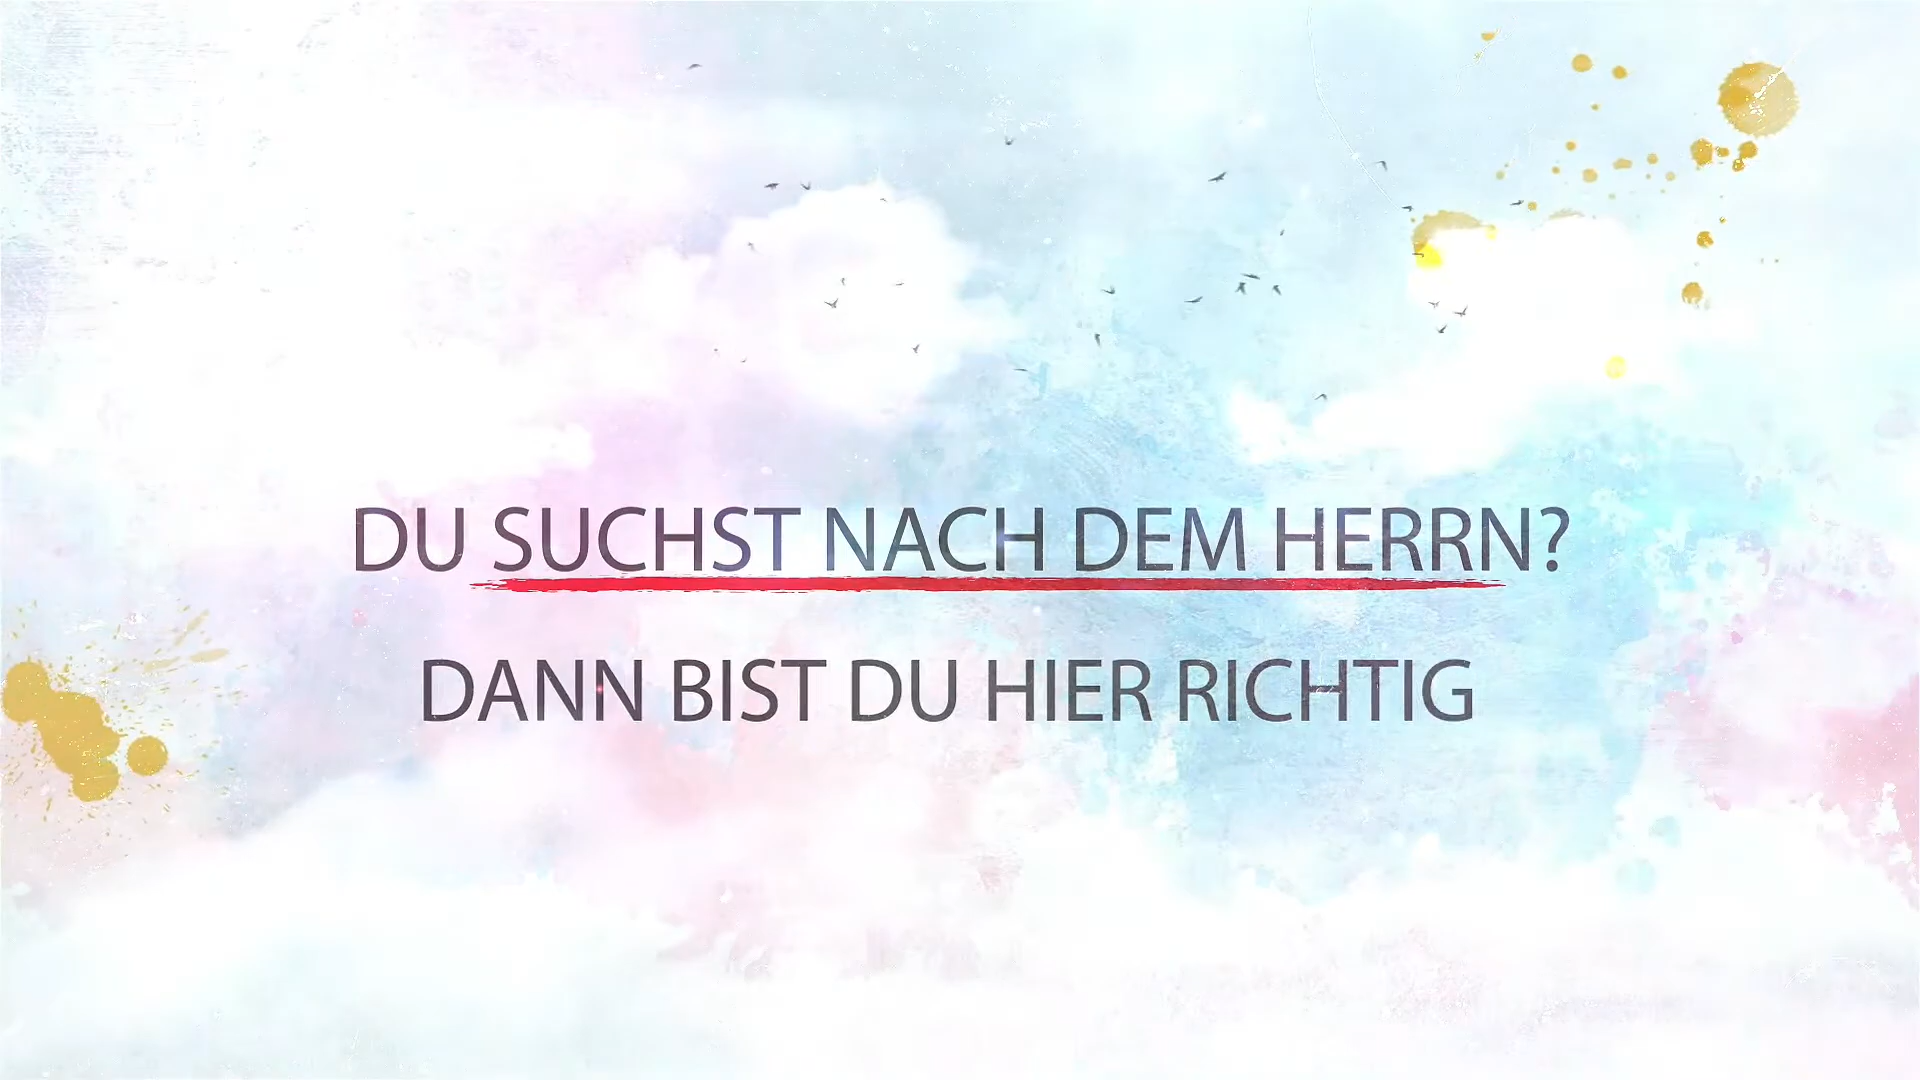 DU SUCHST NACH DEM HERRN?
DANN BIST DU HIER RICHTIG